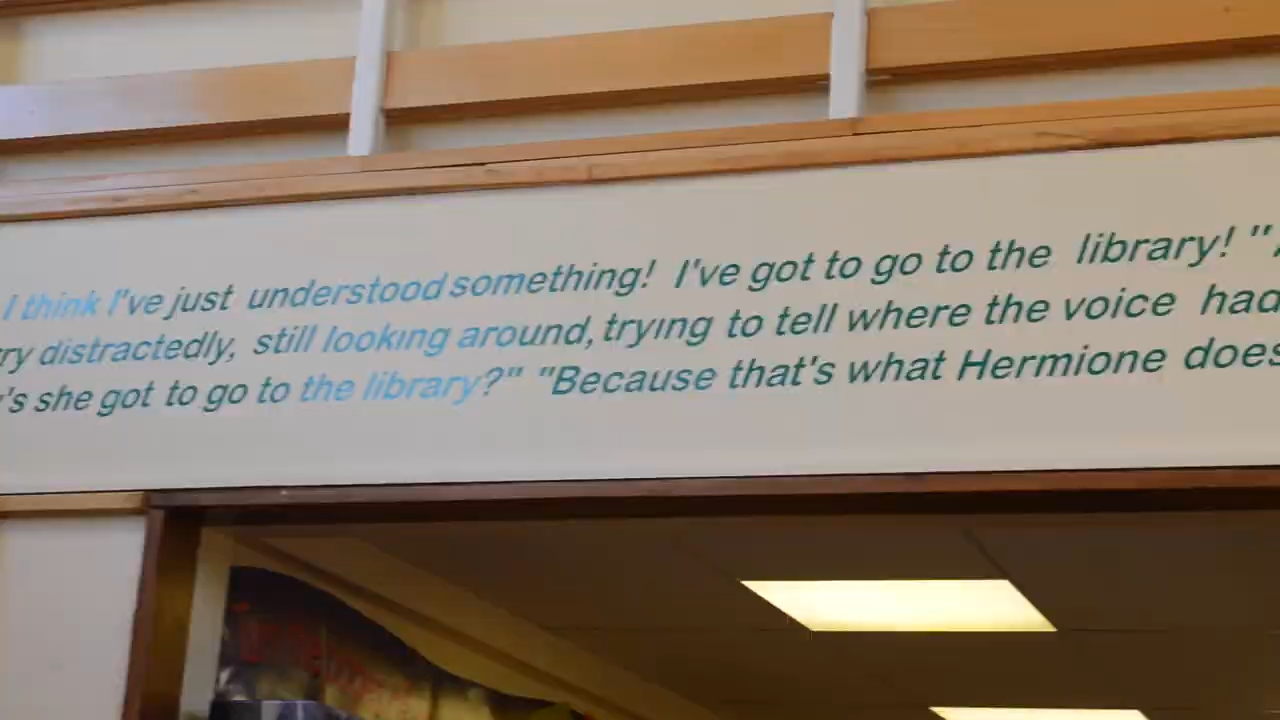 I think I've just understood something! I've got to go to the library!"
distractedly, still looking around, trying to tell where the voice had
she got to go to the library?" "Because that's what Hermione does